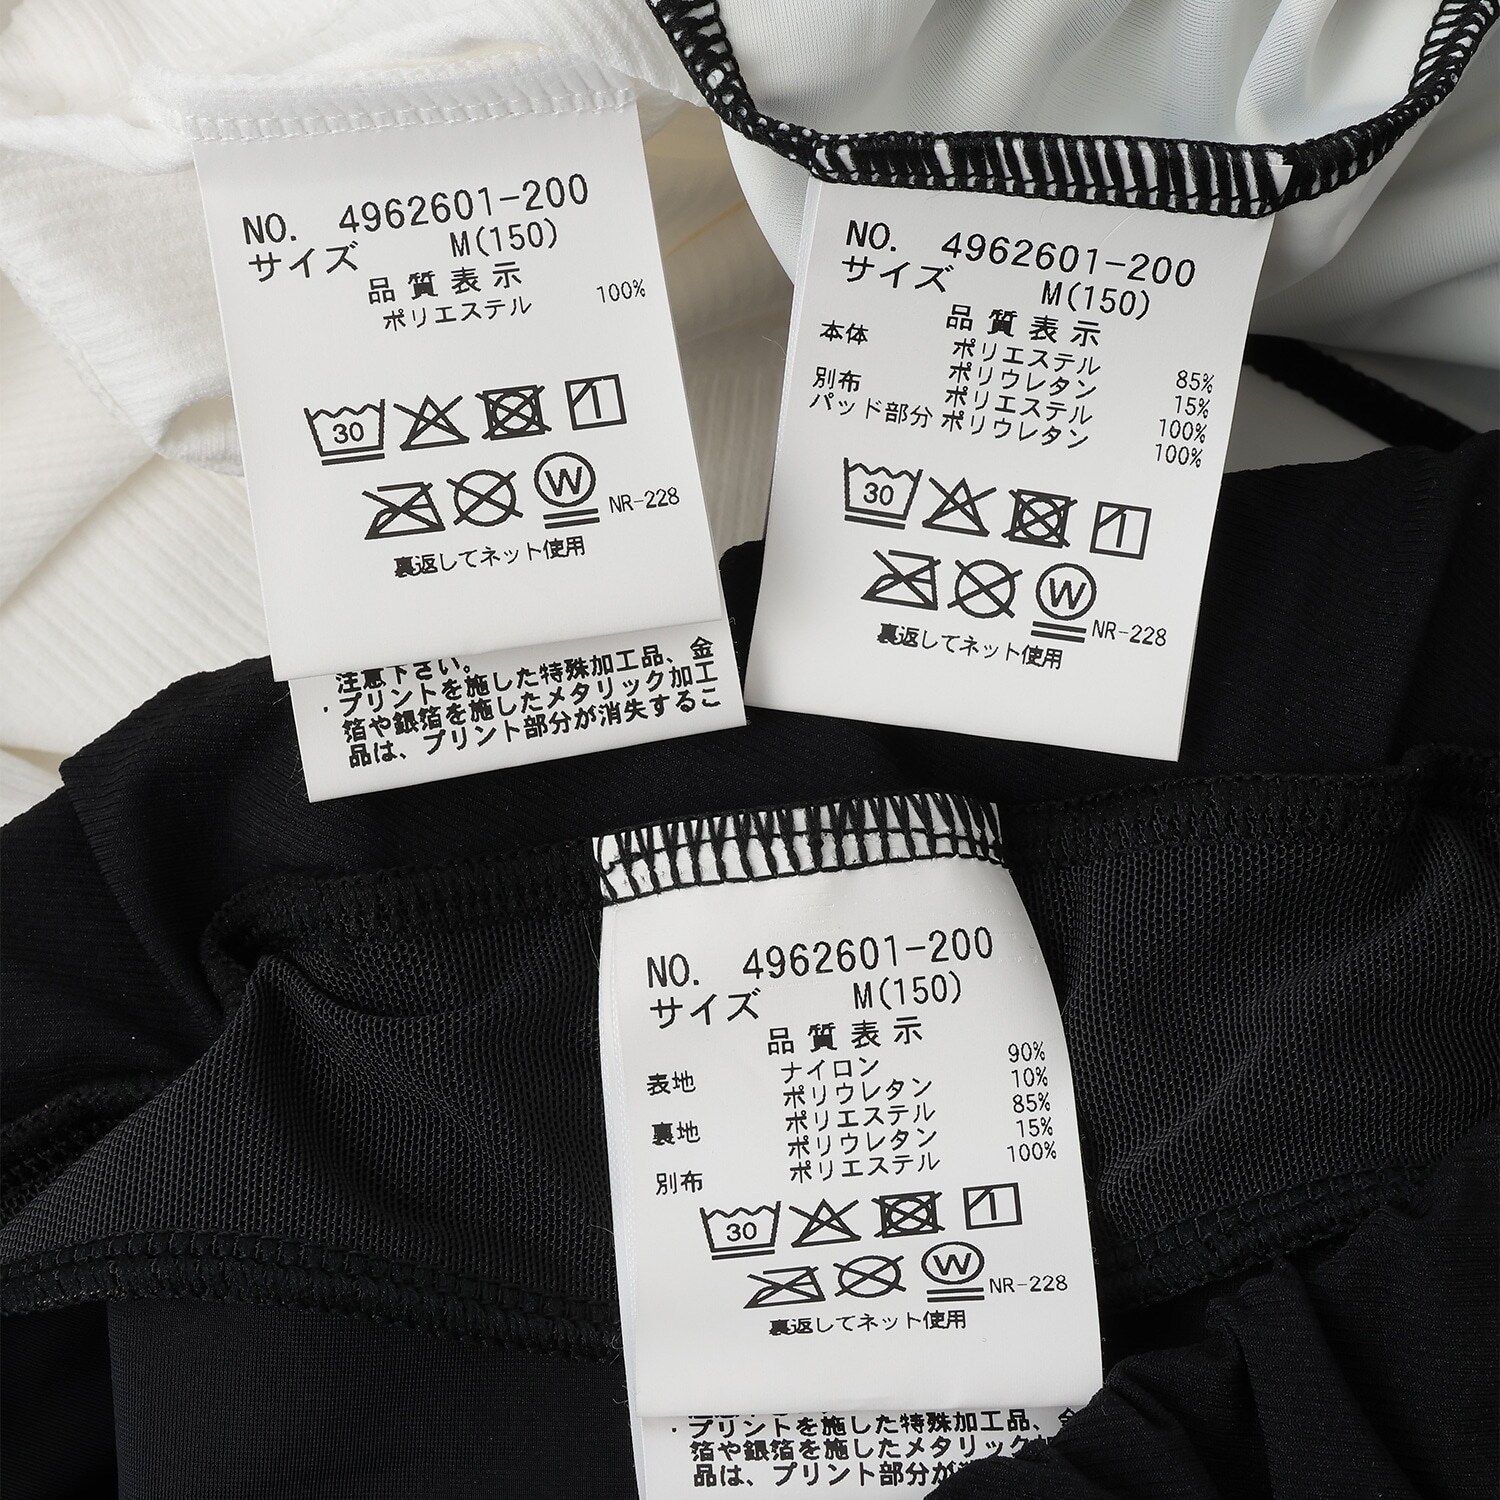 NO. 4962601-200
サイズ M(150)
品質表示
ポリエステル 100%
30
W NR-228
裏返してネット使用
注意下さい。
・プリントを施した特殊加工品、金
箔や銀箔を施したメタリック加工
品は、プリント部分が消失するこ
NO. 4962601-200
サイズ M(150)
品質表示
本体 ポリエステル 85%
ポリウレタン 15%
別布 ポリエステル 100%
パッド部分 ポリウレタン 100%
30
W NR-228
裏返してネット使用
NO. 4962601-200
サイズ M(150)
品質表示
表地 ナイロン 90%
ポリウレタン 10%
裏地 ポリエステル 85%
ポリウレタン 15%
別布 ポリエステル 100%
30
W NR-228
裏返してネット使用
・プリントを施した特殊加工品、
箔や銀箔を施したメタリック
品は、プリント部分が